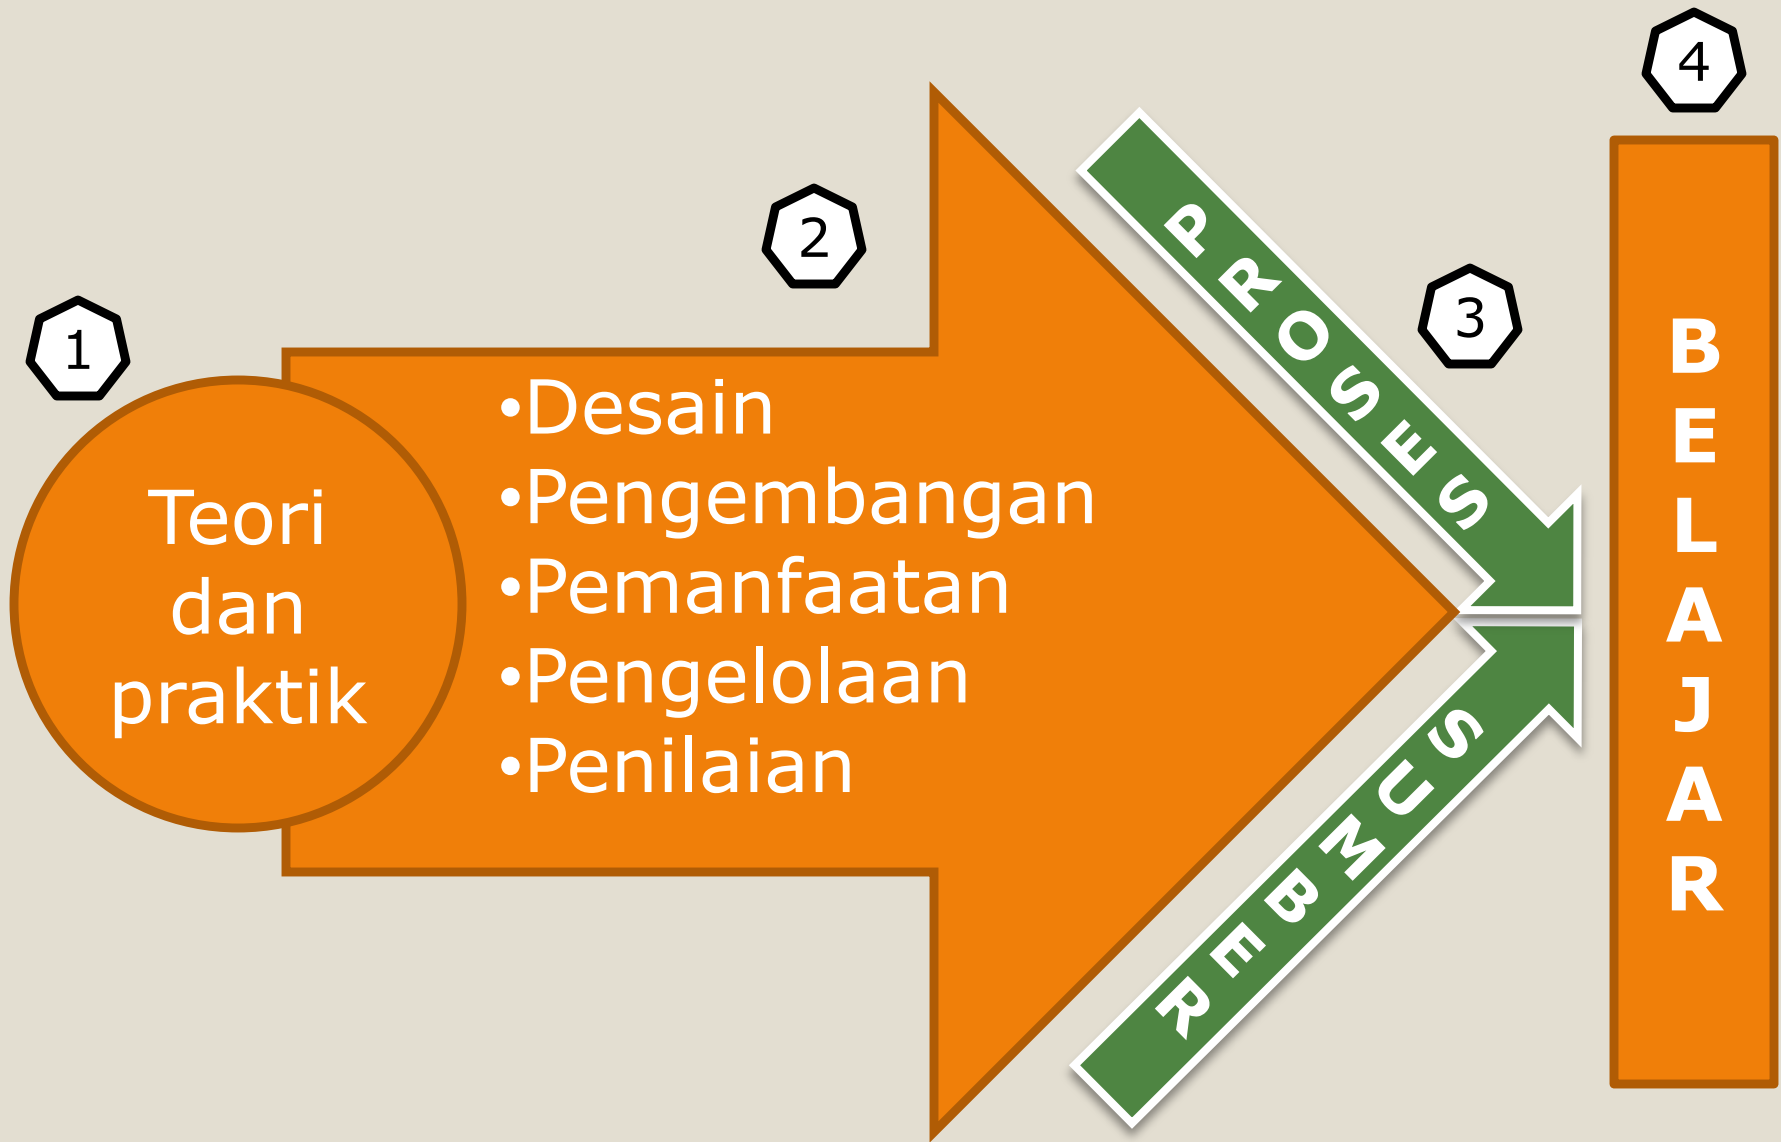 1
Teori
dan
praktik
2
•Desain
•Pengembangan
•Pemanfaatan
•Pengelolaan
•Penilaian
3
PROSES
SUMBER
4
B
E
L
A
J
A
R